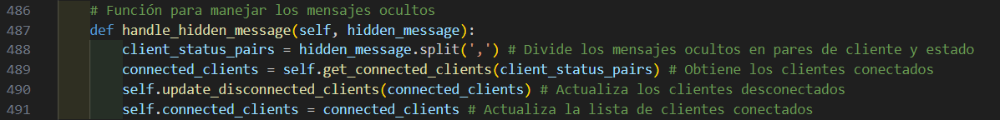 486 # Función para manejar los mensajes ocultos
487 def handle_hidden_message(self, hidden_message):
488 client_status_pairs = hidden_message.split(',') # Divide los mensajes ocultos en pares de cliente y estado
489 connected_clients = self.get_connected_clients(client_status_pairs) # Obtiene los clientes conectados
490 self.update_disconnected_clients(connected_clients) # Actualiza los clientes desconectados
491 self.connected_clients = connected_clients # Actualiza la lista de clientes conectados